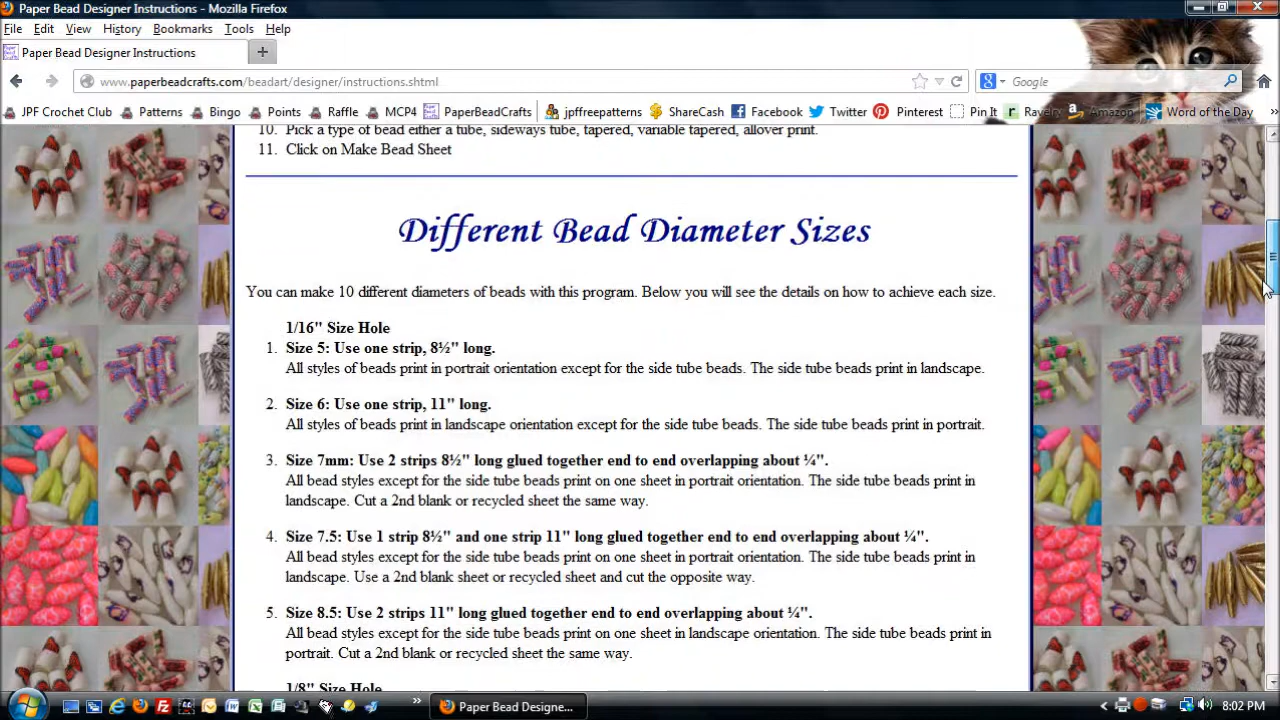 Paper Bead Designer Instructions - Mozilla Firefox
File Edit View History Bookmarks Tools Help
Paper Bead Designer Instructions
www.paperbeadcrafts.com/beadart/designer/instructions.shtml
Google
JPF Crochet Club Patterns Bingo Points Raffle MCP4 PaperBeadCrafts jpffreepatterns ShareCash Facebook Twitter Pinterest Pin It Ravelry Amazon Word of the Day
10. Pick a type of bead either a tube, sideways tube, tapered, variable tapered, allover print.
11. Click on Make Bead Sheet
Different Bead Diameter Sizes
You can make 10 different diameters of beads with this program. Below you will see the details on how to achieve each size.
1/16" Size Hole
1. Size 5: Use one strip, 8½" long.
All styles of beads print in portrait orientation except for the side tube beads. The side tube beads print in landscape.
2. Size 6: Use one strip, 11" long.
All styles of beads print in landscape orientation except for the side tube beads. The side tube beads print in portrait.
3. Size 7mm: Use 2 strips 8½" long glued together end to end overlapping about ¼".
All bead styles except for the side tube beads print on one sheet in portrait orientation. The side tube beads print in
landscape. Cut a 2nd blank or recycled sheet the same way.
4. Size 7.5: Use 1 strip 8½" and one strip 11" long glued together end to end overlapping about ¼".
All bead styles except for the side tube beads print on one sheet in portrait orientation. The side tube beads print in
landscape. Use a 2nd blank sheet or recycled sheet and cut the opposite way.
5. Size 8.5: Use 2 strips 11" long glued together end to end overlapping about ¼".
All bead styles except for the side tube beads print on one sheet in landscape orientation. The side tube beads print in
portrait. Cut a 2nd blank or recycled sheet the same way.
1/8" Size Hole
Paper Bead Designe...
8:02 PM